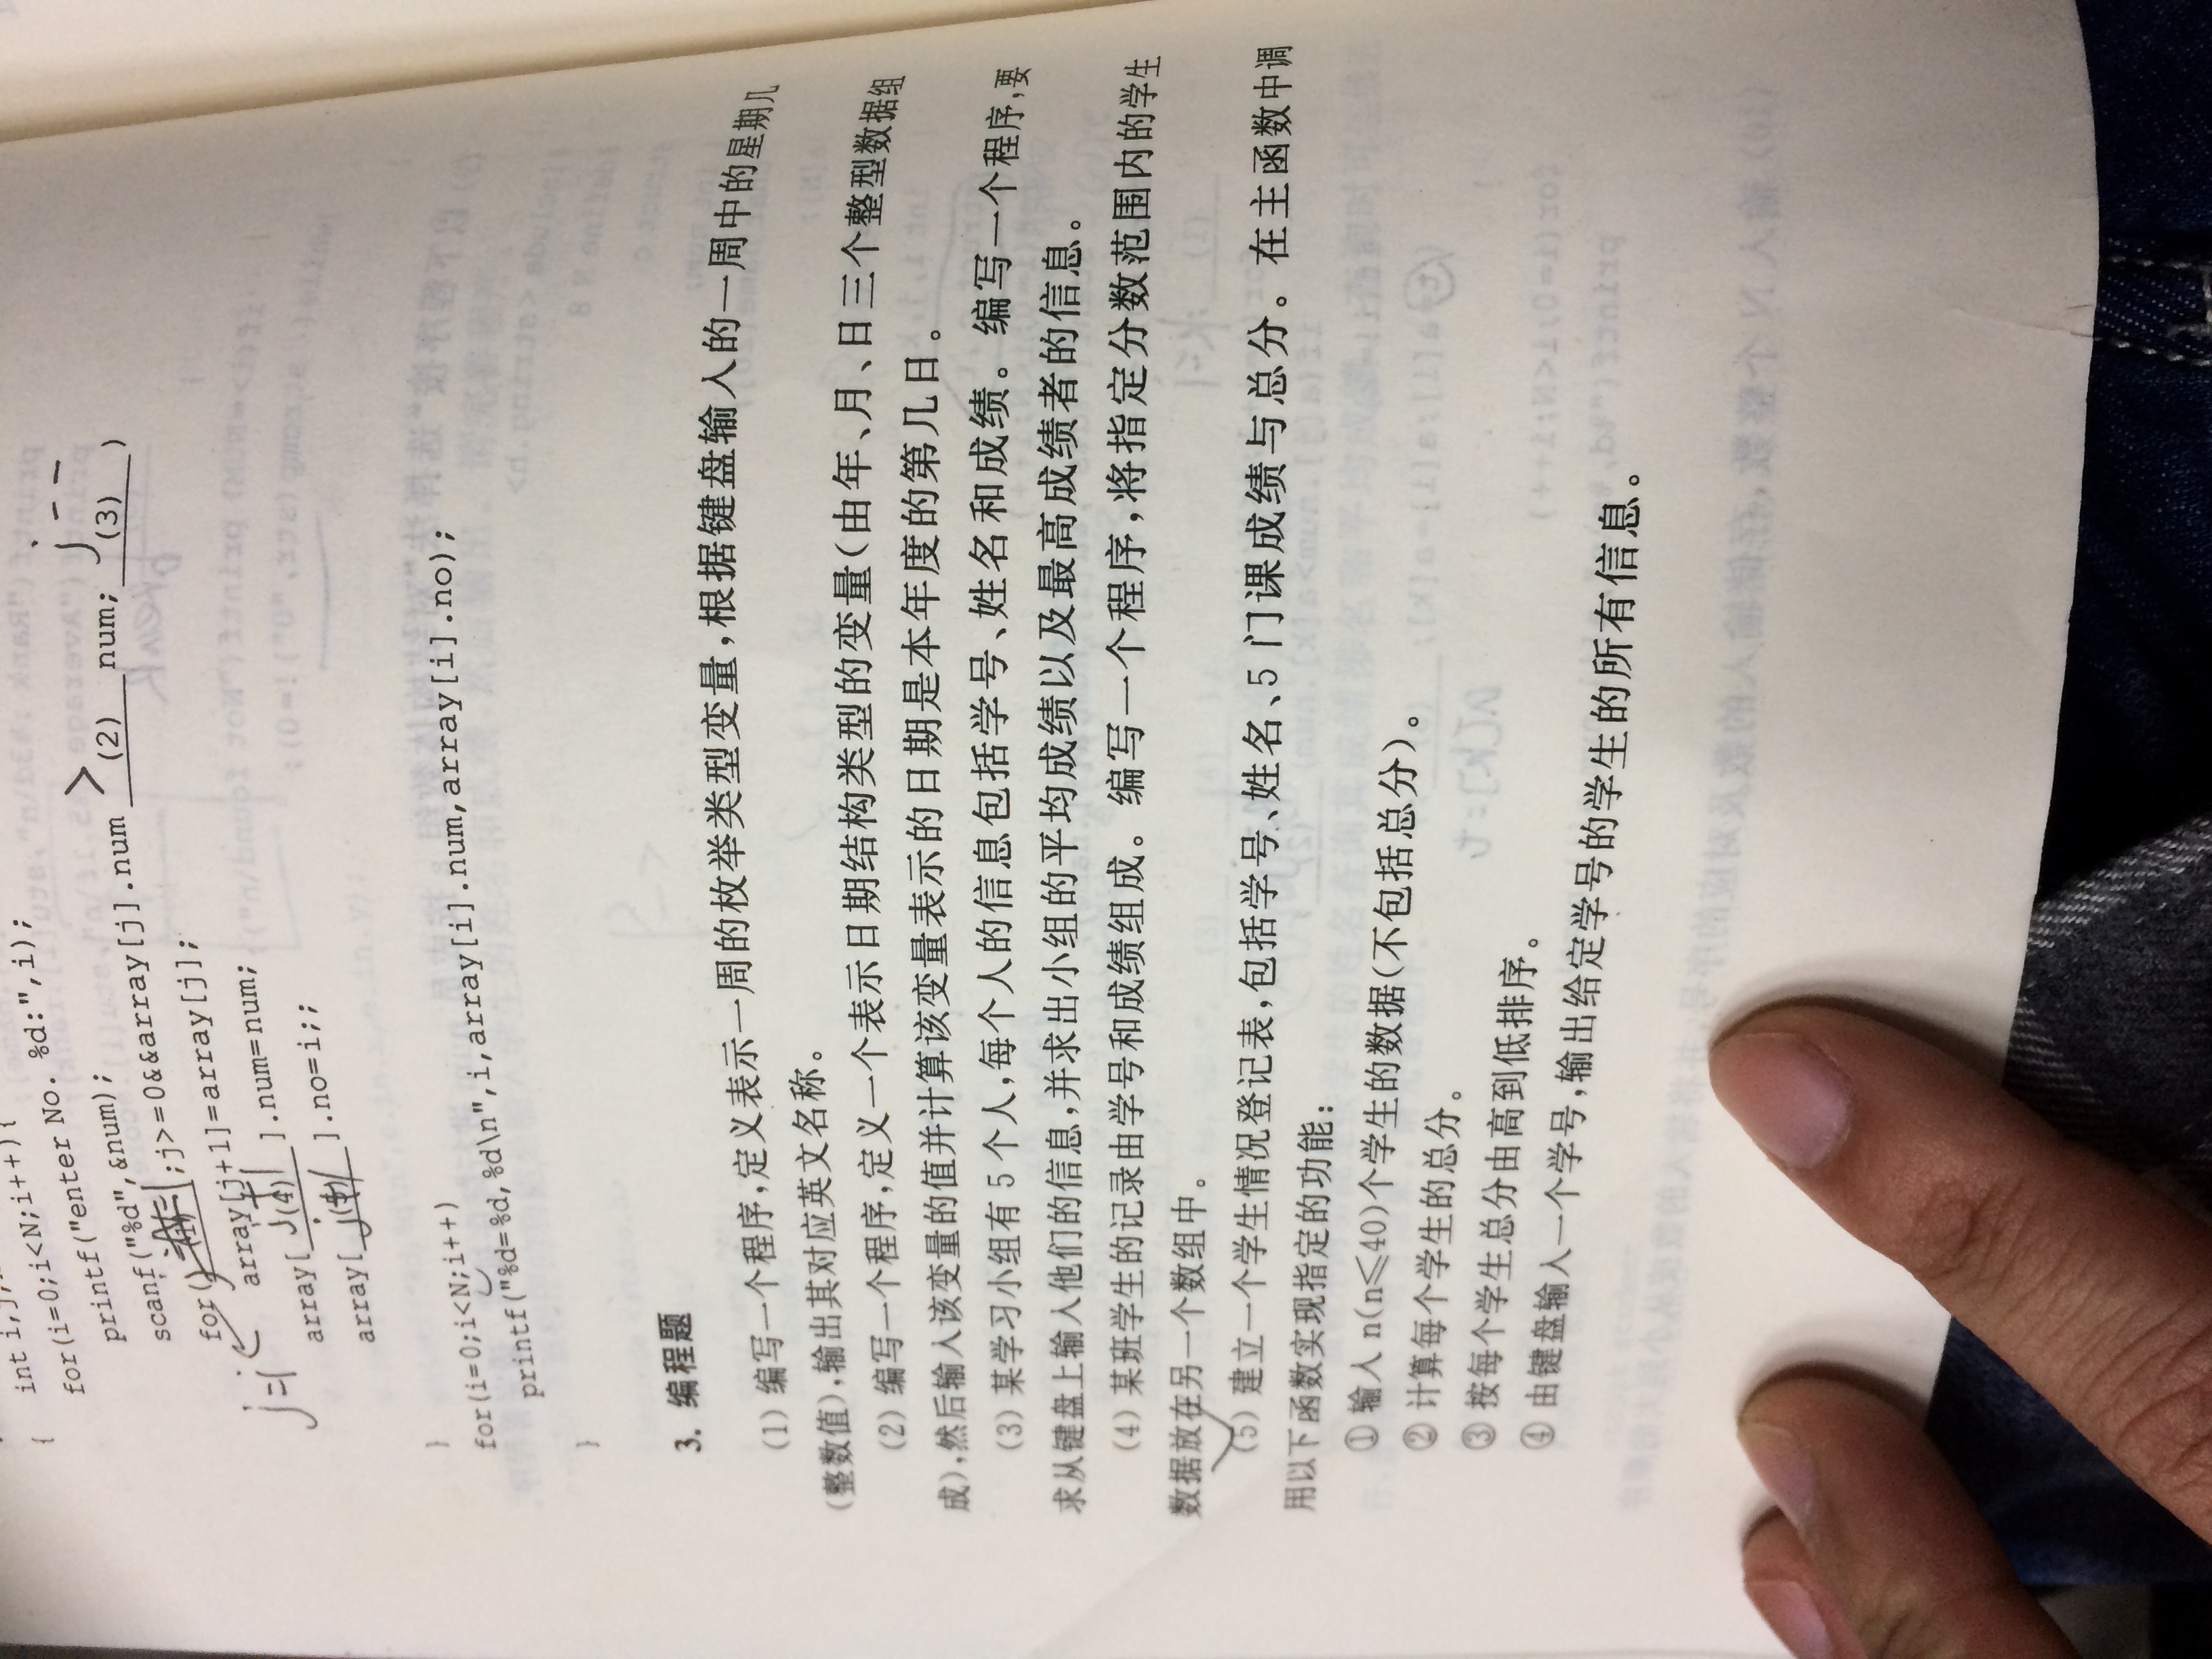 { int i,j,
for(i=0;i<N;i++){
printf("enter No. %d:",i);
scanf("%d",&num);
for( (1) ;j>=0&&array[j].num > (2) num; j-- (3) )
j=i
array[j+1]=array[j];
array[ j+1 (4) ].num=num;
array[ j+1 (5) ].no=i;;
}
for(i=0;i<N;i++)
printf("%d=%d,%d\n",i,array[i].num,array[i].no);
}
3. 编程题
(1) 编写一个程序,定义表示一周的枚举类型变量,根据键盘输入的一周中的星期几
(整数值),输出其对应英文名称。
(2) 编写一个程序,定义一个表示日期结构类型的变量(由年、月、日三个整型数据组
成),然后输入该变量的值并计算该变量表示的日期是本年度的第几日。
(3) 某学习小组有 5 个人,每个人的信息包括学号、姓名和成绩。编写一个程序,要
求从键盘上输入他们的信息,并求出小组的平均成绩以及最高成绩者的信息。
(4) 某班学生的记录由学号和成绩组成。编写一个程序,将指定分数范围内的学生
数据放在另一个数组中。
(5) 建立一个学生情况登记表,包括学号、姓名、5 门课成绩与总分。在主函数中调
用以下函数实现指定的功能:
① 输入 n(n≤40)个学生的数据(不包括总分)。
② 计算每个学生的总分。
③ 按每个学生总分由高到低排序。
④ 由键盘输入一个学号,输出给定学号的学生的所有信息。